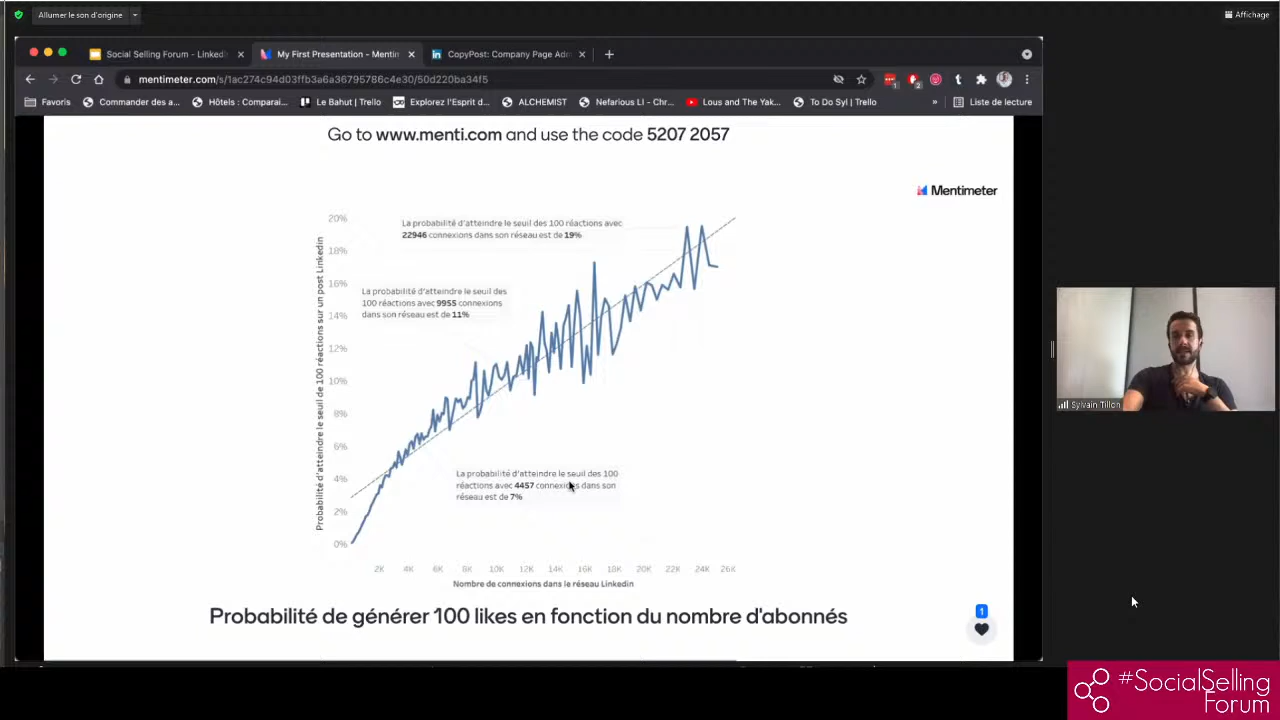 Allumer le son d'origine
Affichage
Social Selling Forum - LinkedI
My First Presentation - Mentim
CopyPost: Company Page Adm
mentimeter.com/s/1ac274c94d03ffb3a6a36795786c4e30/50d220ba34f5
Favoris
Commander des a...
Hôtels : Comparai...
Le Bahut | Trello
Explorez l'Esprit d...
ALCHEMIST
Nefarious LI - Chr...
Lous and The Yak...
To Do Syl | Trello
»
Liste de lecture
Go to www.menti.com and use the code 5207 2057
Mentimeter
La probabilité d'atteindre le seuil des 100 réactions avec
22946 connexions dans son réseau est de 19%
La probabilité d'atteindre le seuil des
100 réactions avec 9955 connexions
dans son réseau est de 11%
La probabilité d'atteindre le seuil des 100
réactions avec 4457 connexions dans son
réseau est de 7%
Probabilité d'atteindre le seuil de 100 réactions sur un post Linkedin
20%
18%
16%
14%
12%
10%
8%
6%
4%
2%
0%
2K 4K 6K 8K 10K 12K 14K 16K 18K 20K 22K 24K 26K
Nombre de connexions dans le réseau Linkedin
Probabilité de générer 100 likes en fonction du nombre d'abonnés
1
Sylvain Tillon
#SocialSelling
Forum